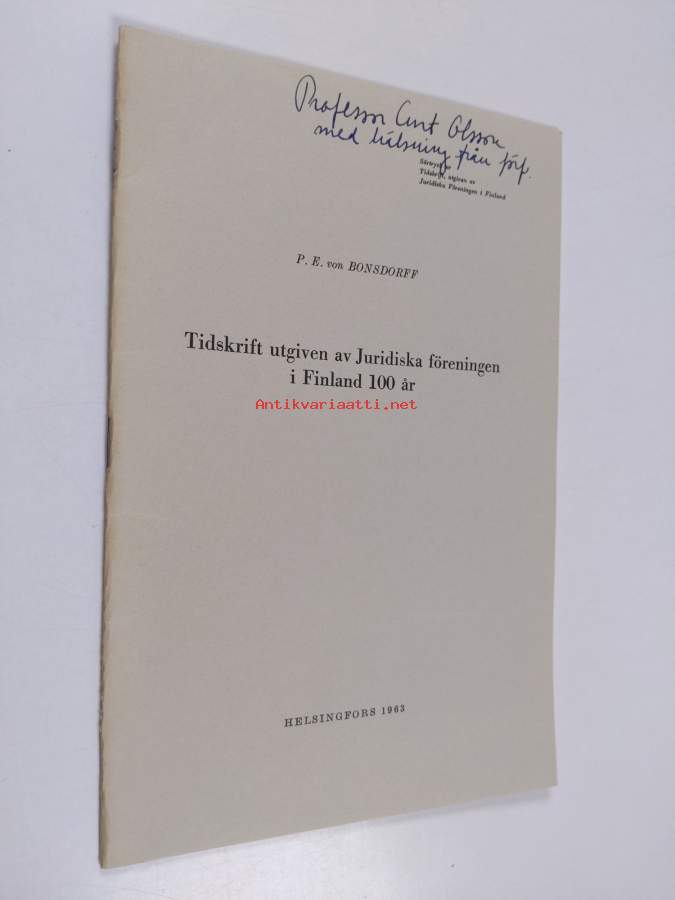 Professor Curt Olsson
med hälsning från förf.
Särtryck ur
Tidskrift, utgiven av
Juridiska Föreningen i Finland
P. E. von BONSDORFF
Tidskrift utgiven av Juridiska föreningen
i Finland 100 år
Antikvariaatti.net
HELSINGFORS 1963